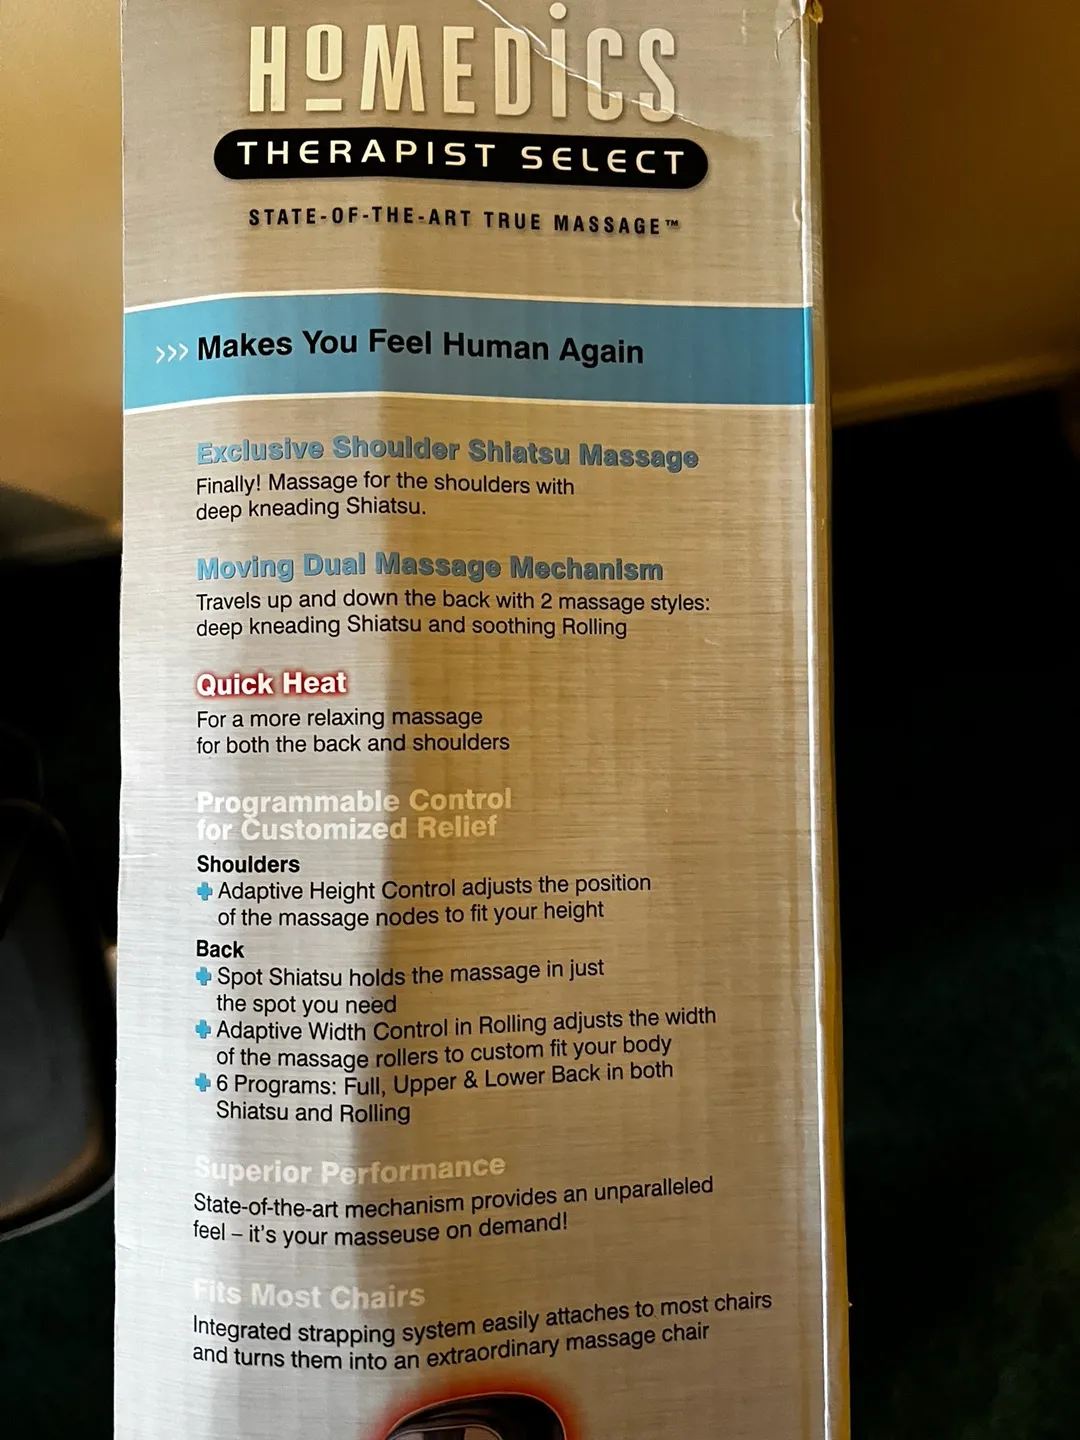 HoMEDiCS
THERAPIST SELECT
STATE-OF-THE-ART TRUE MASSAGE™
>>> Makes You Feel Human Again
Exclusive Shoulder Shiatsu Massage
Finally! Massage for the shoulders with
deep kneading Shiatsu.
Moving Dual Massage Mechanism
Travels up and down the back with 2 massage styles:
deep kneading Shiatsu and soothing Rolling
Quick Heat
For a more relaxing massage
for both the back and shoulders
Programmable Control
for Customized Relief
Shoulders
+ Adaptive Height Control adjusts the position
of the massage nodes to fit your height
Back
+ Spot Shiatsu holds the massage in just
the spot you need
+ Adaptive Width Control in Rolling adjusts the width
of the massage rollers to custom fit your body
+ 6 Programs: Full, Upper & Lower Back in both
Shiatsu and Rolling
Superior Performance
State-of-the-art mechanism provides an unparalleled
feel – it's your masseuse on demand!
Fits Most Chairs
Integrated strapping system easily attaches to most chairs
and turns them into an extraordinary massage chair